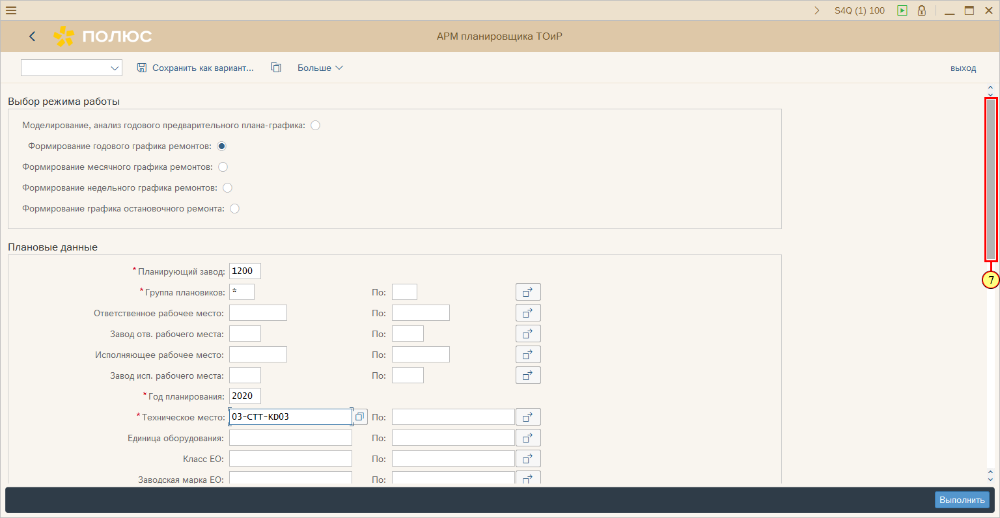 S4Q (1) 100
ПОЛЮС
АРМ планировщика ТОиР
Сохранить как вариант...
Больше
выход
Выбор режима работы
Моделирование, анализ годового предварительного плана-графика:
Формирование годового графика ремонтов:
Формирование месячного графика ремонтов:
Формирование недельного графика ремонтов:
Формирование графика остановочного ремонта:
Плановые данные
* Планирующий завод: 1200
* Группа плановиков: * По:
Ответственное рабочее место: По:
Завод отв. рабочего места: По:
Исполняющее рабочее место: По:
Завод исп. рабочего места: По:
* Год планирования: 2020
* Техническое место: 03-CTT-KD03 По:
Единица оборудования: По:
Класс ЕО: По:
Заводская марка ЕО: По:
7
Выполнить